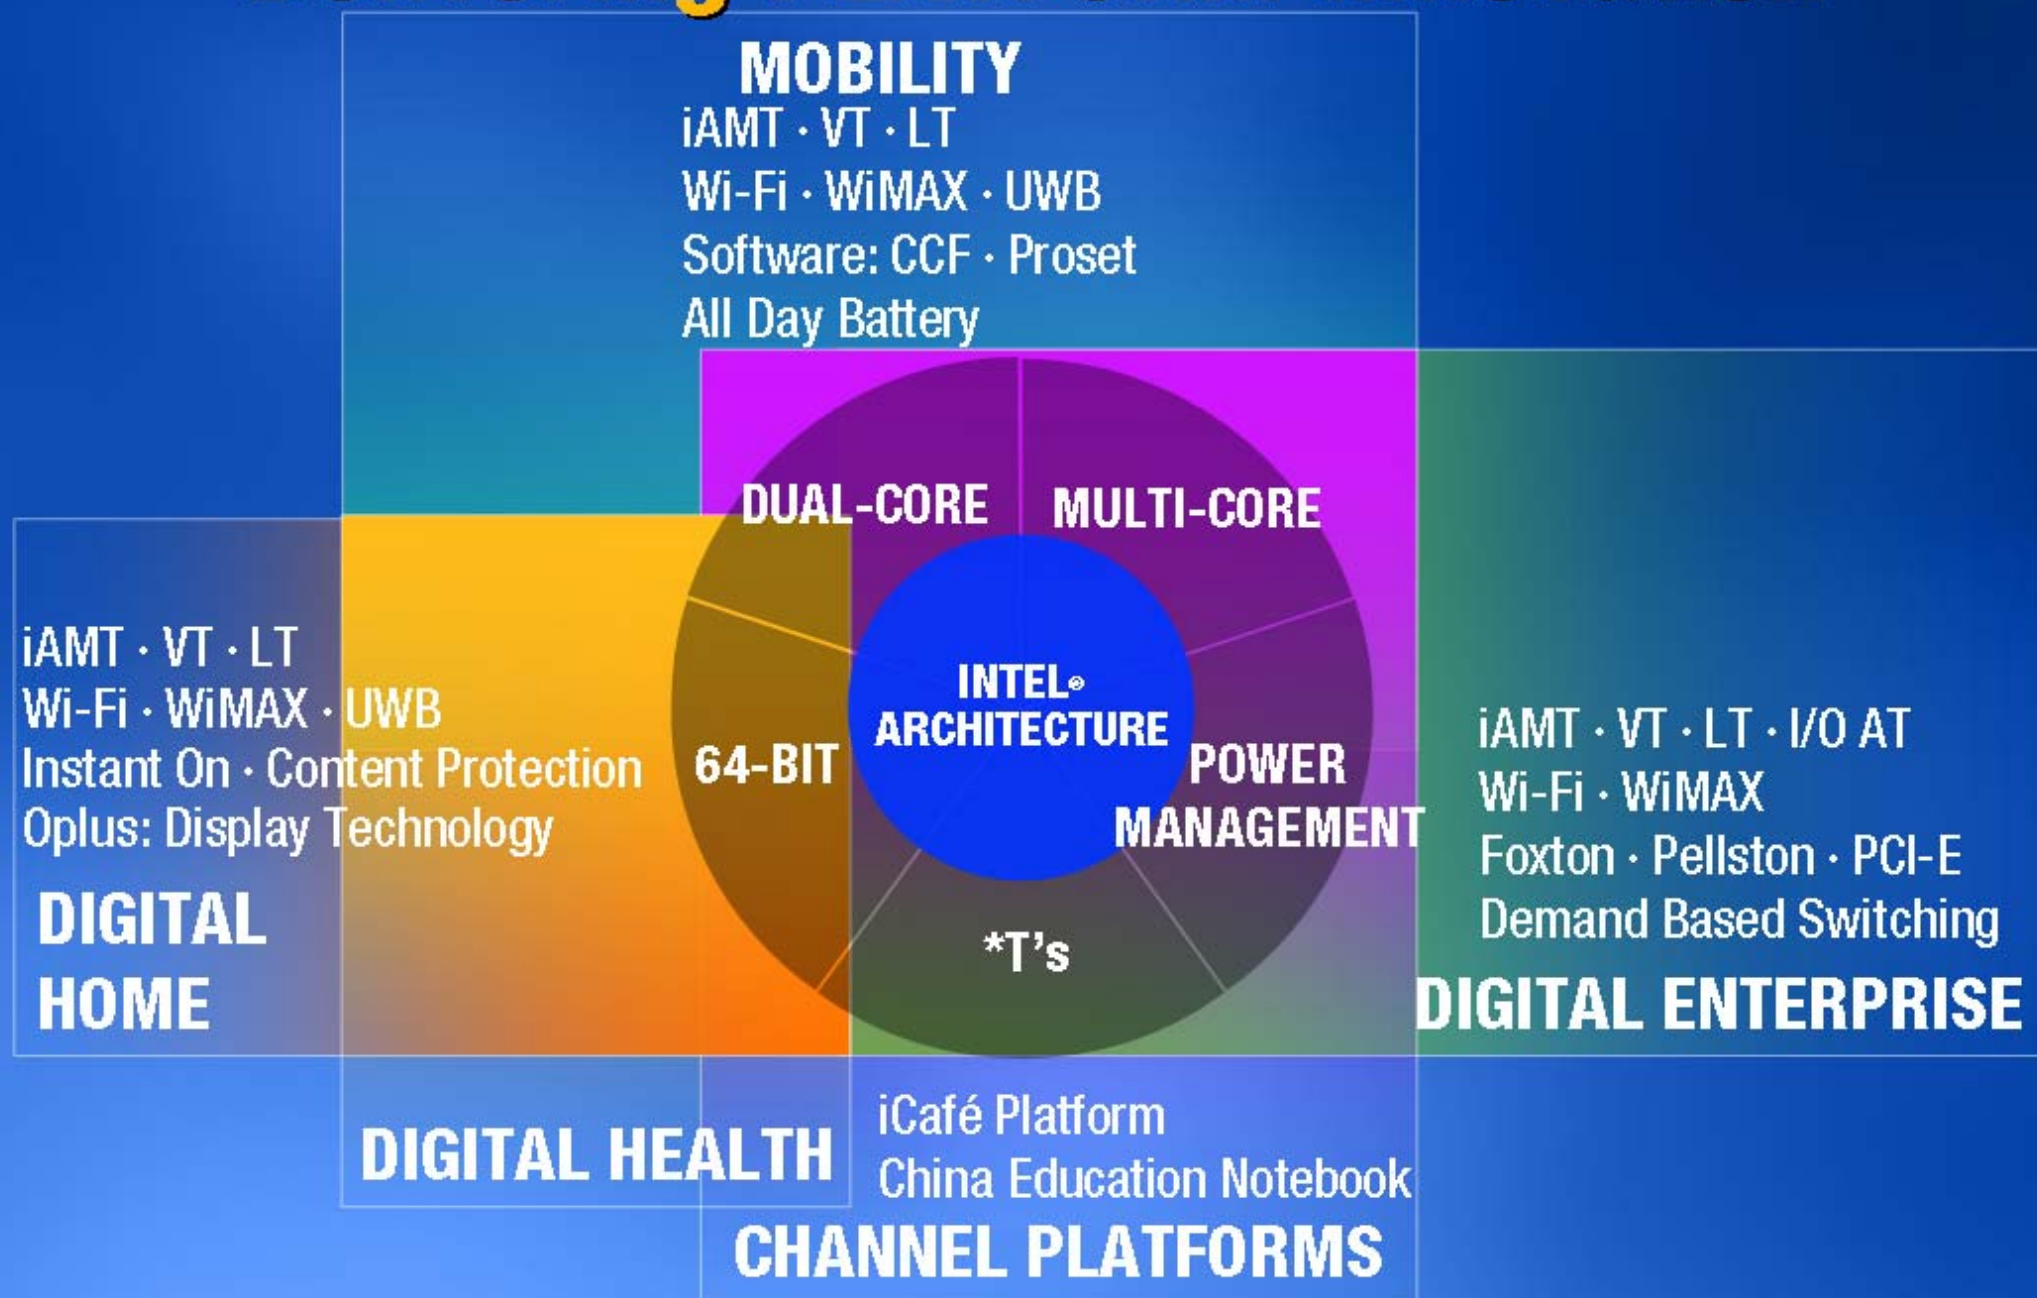 MOBILITY
iAMT · VT · LT
Wi-Fi · WiMAX · UWB
Software: CCF · Proset
All Day Battery
DUAL-CORE
MULTI-CORE
INTEL®
ARCHITECTURE
64-BIT
POWER
MANAGEMENT
*T's
iAMT · VT · LT
Wi-Fi · WiMAX · UWB
Instant On · Content Protection
Oplus: Display Technology
DIGITAL
HOME
iAMT · VT · LT · I/O AT
Wi-Fi · WiMAX
Foxton · Pellston · PCI-E
Demand Based Switching
DIGITAL ENTERPRISE
DIGITAL HEALTH
iCafé Platform
China Education Notebook
CHANNEL PLATFORMS